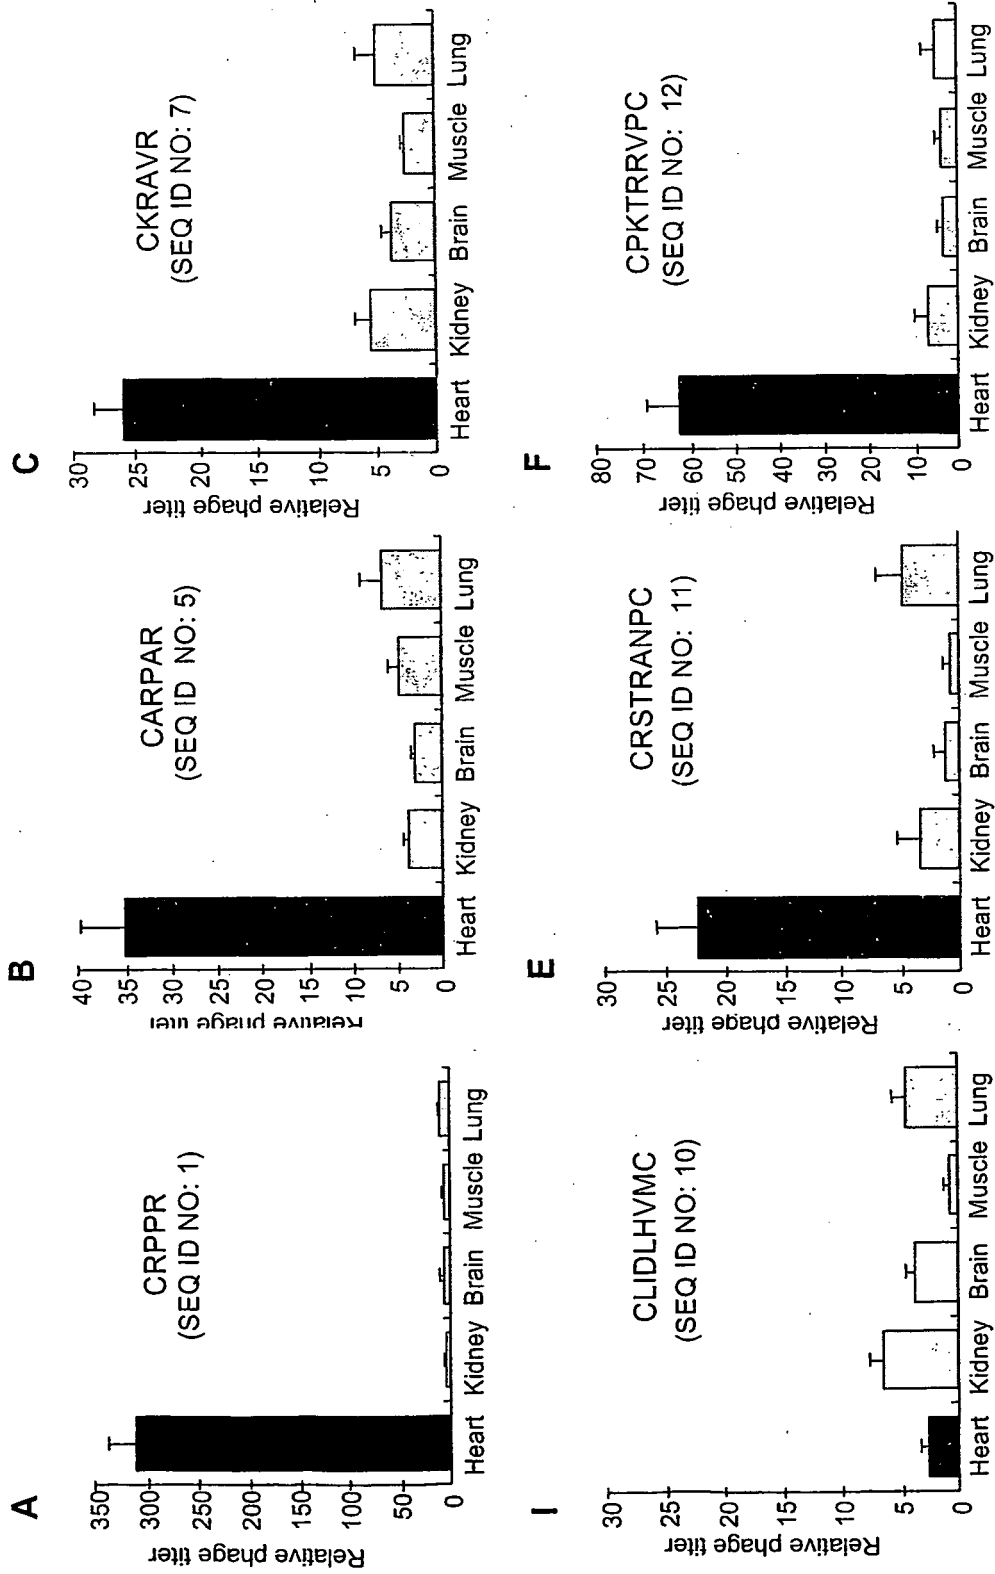 A
CRPPR
(SEQ ID NO: 1)
Relative phage titer
350
300
250
200
150
100
50
0
Heart Kidney Brain Muscle Lung
B
CARPAR
(SEQ ID NO: 5)
Relative phage titer
40
35
30
25
20
15
10
5
0
Heart Kidney Brain Muscle Lung
C
CKRAVR
(SEQ ID NO: 7)
Relative phage titer
30
25
20
15
10
5
0
Heart Kidney Brain Muscle Lung
I
CLIDLHVMC
(SEQ ID NO: 10)
Relative phage titer
30
25
20
15
10
5
0
Heart Kidney Brain Muscle Lung
E
CRSTRANPC
(SEQ ID NO: 11)
Relative phage titer
30
25
20
15
10
5
0
Heart Kidney Brain Muscle Lung
F
CPKTRRVPC
(SEQ ID NO: 12)
Relative phage titer
80
70
60
50
40
30
20
10
0
Heart Kidney Brain Muscle Lung